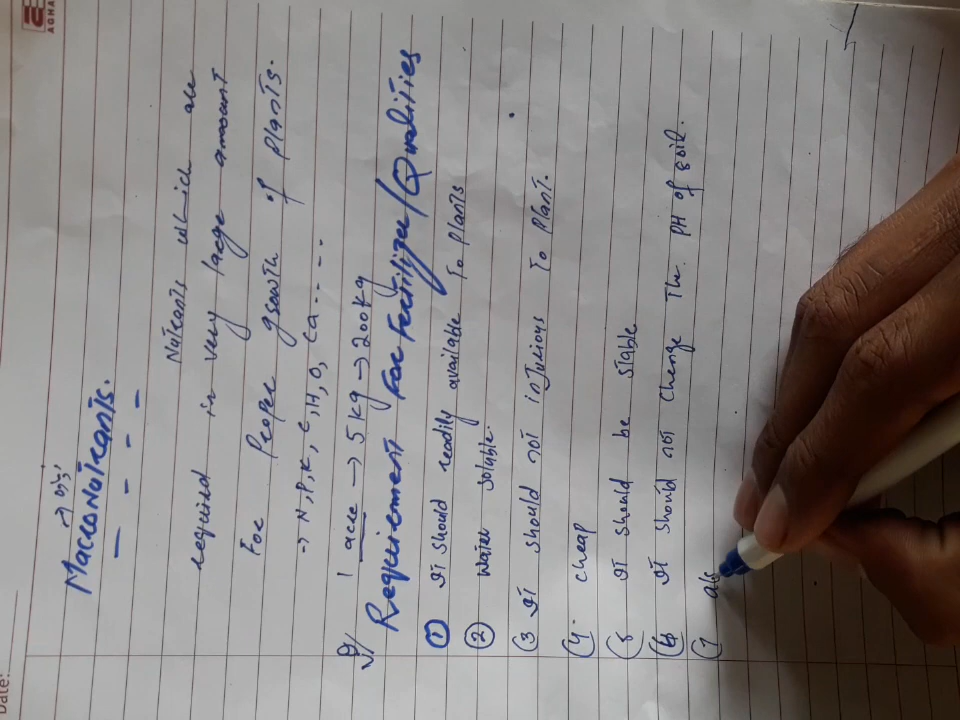 AGHA
Date:
MacroNutrients.
Nutrients which are
required in very large amount
For Proper growth of plants.
→ N, P, K, C, H, O, Ca - - - -
1 acre → 5 kg → 200 kg
Requirement For Fertilizer/Qualities
(1) It should readily available To plants
(2) Water soluble.
(3 It should not injurious To plant.
(4. cheap
(5 It should be stable
(6 It should not change The PH of soil.
(7 als